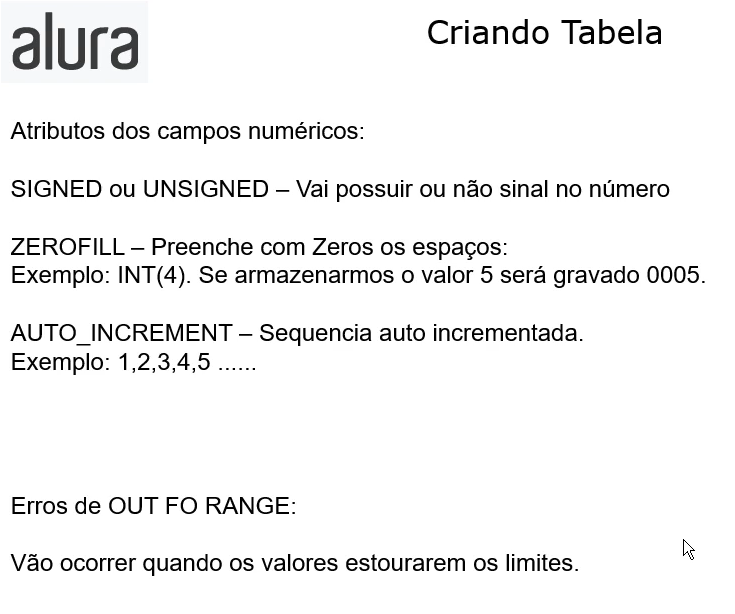 alura
Criando Tabela
Atributos dos campos numéricos:
SIGNED ou UNSIGNED – Vai possuir ou não sinal no número
ZEROFILL – Preenche com Zeros os espaços:
Exemplo: INT(4). Se armazenarmos o valor 5 será gravado 0005.
AUTO_INCREMENT – Sequencia auto incrementada.
Exemplo: 1,2,3,4,5 ......
Erros de OUT FO RANGE:
Vão ocorrer quando os valores estourarem os limites.